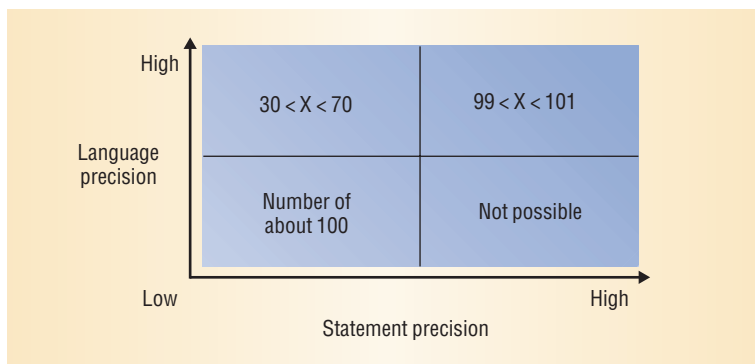 High
30 < X < 70
99 < X < 101
Language
precision
Number of
about 100
Not possible
Low
High
Statement precision